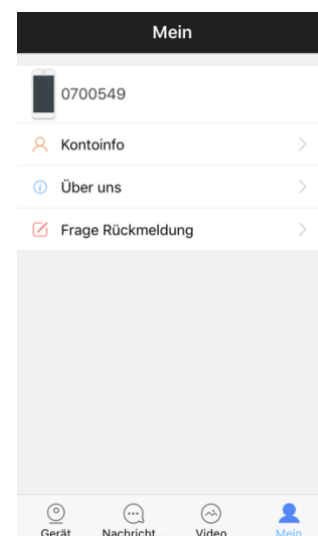 Mein
0700549
Kontoinfo
Über uns
Frage Rückmeldung
Gerät Nachricht... Video Mein